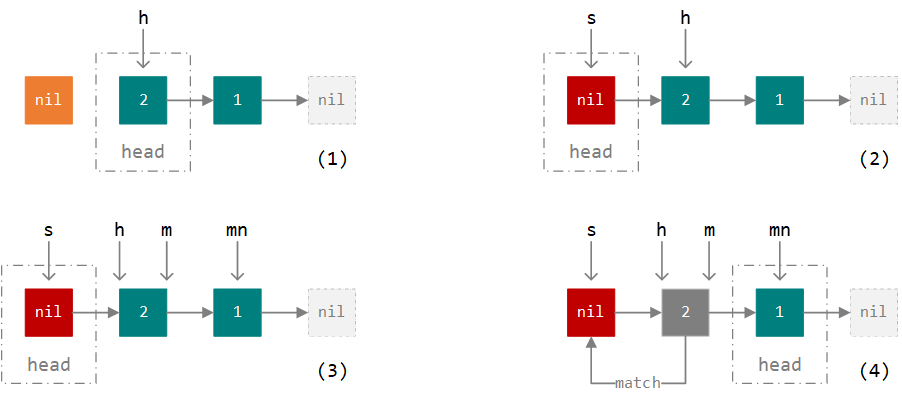 h
nil 2 1 nil
head
(1)
s h
nil 2 1 nil
head
(2)
s h m mn
nil 2 1 nil
head
(3)
s h m mn
nil 2 1 nil
head
match
(4)